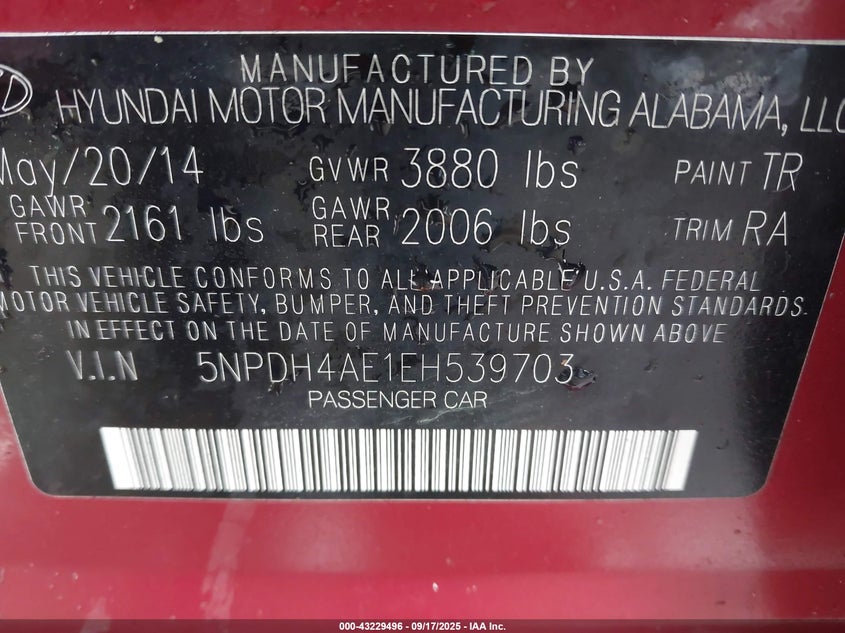 MANUFACTURED BY
HYUNDAI MOTOR MANUFACTURING ALABAMA, LLC
May/20/14 GVWR 3880 lbs PAINT TR
GAWR FRONT 2161 lbs GAWR REAR 2006 lbs TRIM RA
THIS VEHICLE CONFORMS TO ALL APPLICABLE U.S.A. FEDERAL
MOTOR VEHICLE SAFETY, BUMPER, AND THEFT PREVENTION STANDARDS
IN EFFECT ON THE DATE OF MANUFACTURE SHOWN ABOVE
V.I.N 5NPDH4AE1EH539703
PASSENGER CAR
000-43229496 - 09/17/2025 - IAA Inc.